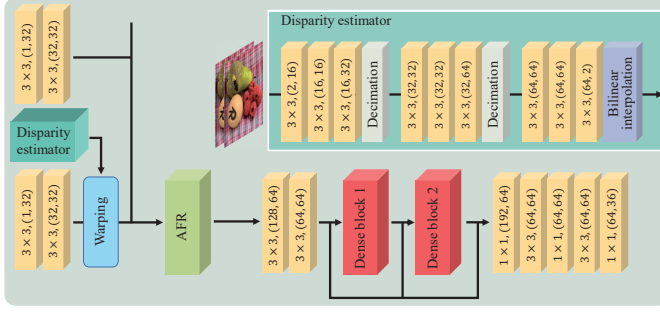 Disparity estimator
3 × 3, (1, 32)
3 × 3, (32, 32)
3 × 3, (2, 16)
3 × 3, (16, 16)
3 × 3, (16, 32)
Decimation
3 × 3, (32, 32)
3 × 3, (32, 32)
3 × 3, (32, 64)
Decimation
3 × 3, (64, 64)
3 × 3, (64, 64)
3 × 3, (64, 2)
Bilinear
interpolation
Disparity
estimator
3 × 3, (1, 32)
3 × 3, (32, 32)
Warping
AFR
3 × 3, (128, 64)
3 × 3, (64, 64)
Dense block 1
Dense block 2
1 × 1, (192, 64)
3 × 3, (64, 64)
1 × 1, (64, 64)
3 × 3, (64, 64)
1 × 1, (64, 36)